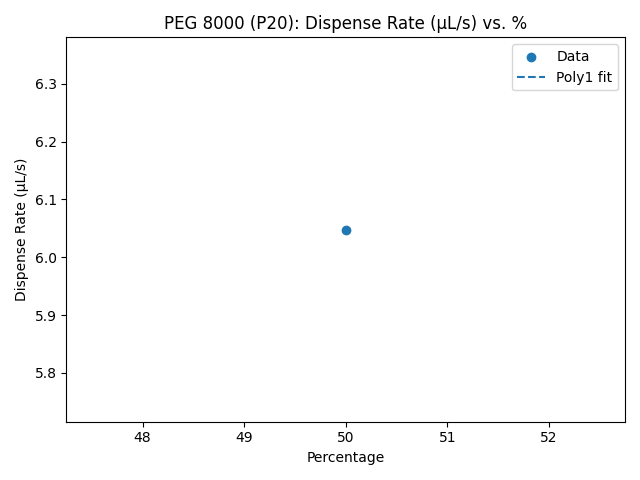 PEG 8000 (P20): Dispense Rate (µL/s) vs. %
Data
Poly1 fit
Dispense Rate (µL/s)
6.3
6.2
6.1
6.0
5.9
5.8
48 49 50 51 52
Percentage